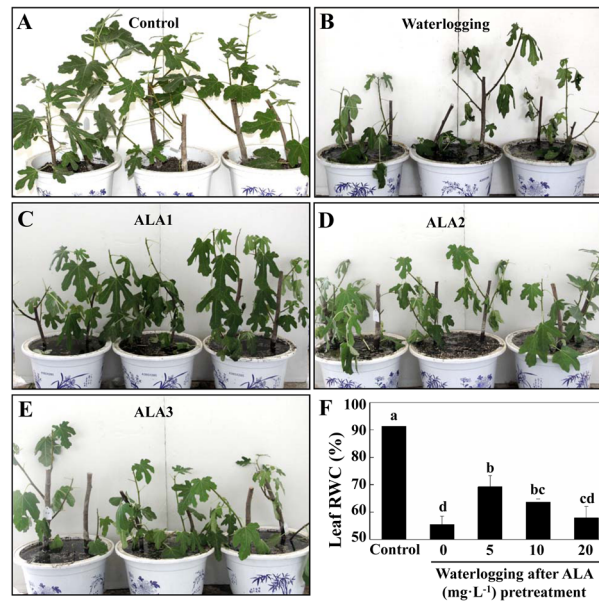 A
Control
B
Waterlogging
C
ALA1
D
ALA2
E
ALA3
F
Leaf RWC (%)
100
90
80
70
60
50
a
d
b
bc
cd
Control
0
5
10
20
Waterlogging after ALA
(mg·L⁻¹) pretreatment